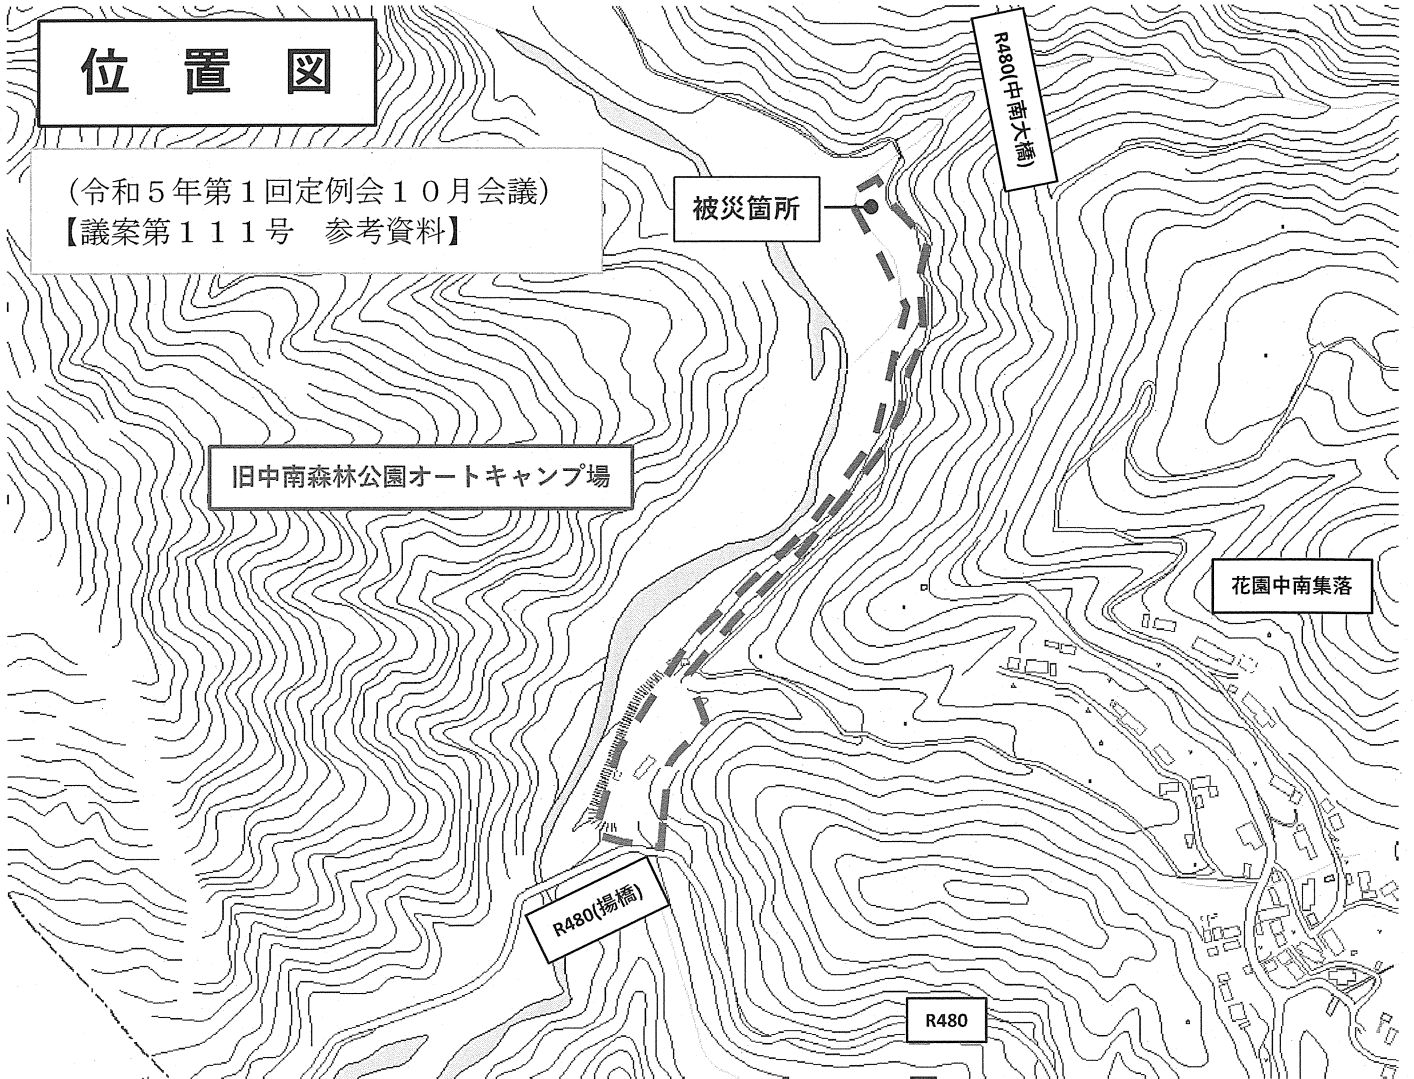 位置図
（令和５年第１回定例会１０月会議）
【議案第１１１号　参考資料】
R480(中南大橋)
被災箇所
旧中南森林公園オートキャンプ場
花園中南集落
R480(揚橋)
R480